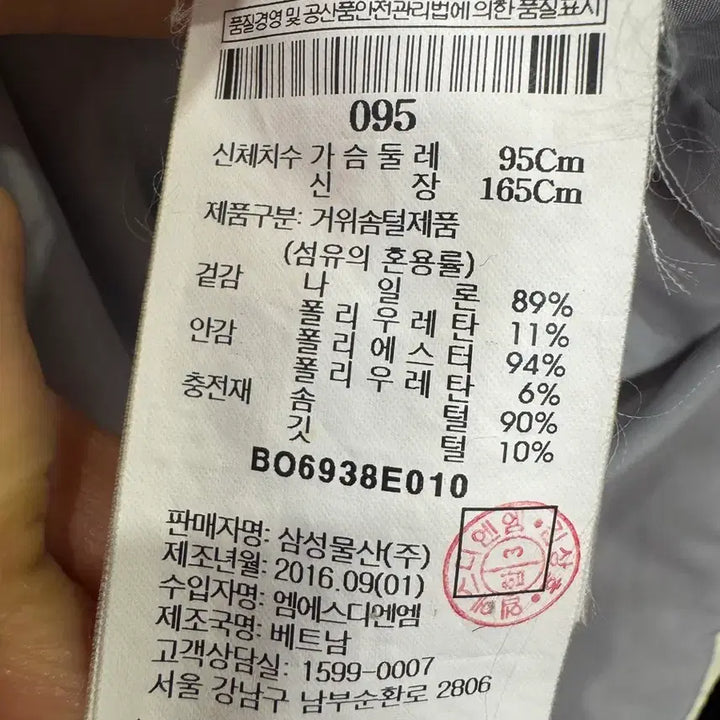 품질경영 및 공산품안전관리법에 의한 품질표시
095
신체치수 가 슴 둘 레 95Cm
신 장 165Cm
제품구분: 거위솜털제품
(섬유의 혼용률)
겉감 나 일 론 89%
폴 리 우 레 탄 11%
안감 폴 리 에 스 터 94%
폴 리 우 레 탄 6%
충전재 솜 털 90%
깃 털 10%
BO6938E010
판매자명: 삼성물산(주)
제조년월: 2016.09(01)
수입자명: 엠에스디엔엠
제조국명: 베트남
고객상담실: 1599-0007
서울 강남구 남부순환로 2806